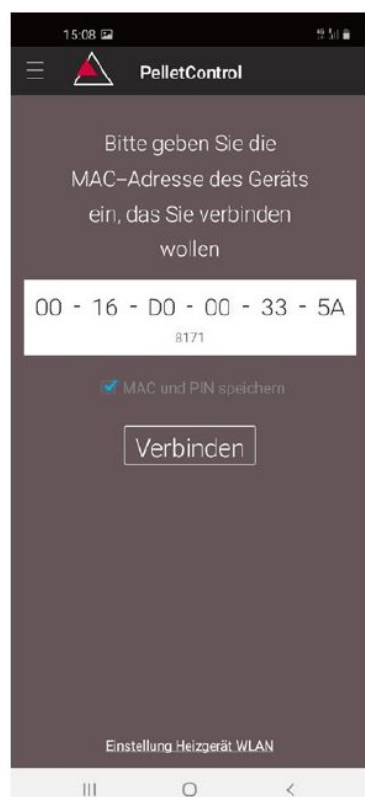 15:08
PelletControl
Bitte geben Sie die
MAC-Adresse des Geräts
ein, das Sie verbinden
wollen
00 - 16 - D0 - 00 - 33 - 5A
8171
MAC und PIN speichern
Verbinden
Einstellung Heizgerät WLAN